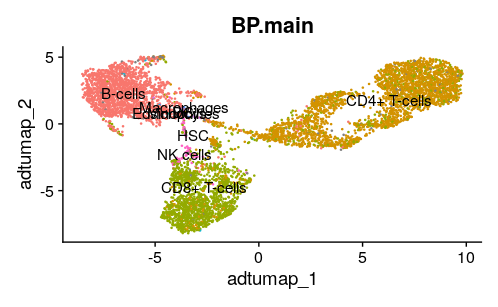 BP.main
adtumap_2
5
0
-5
B-cells
CD4+ T-cells
Macrophages
HSC
NK cells
CD8+ T-cells
-5
0
5
10
adtumap_1